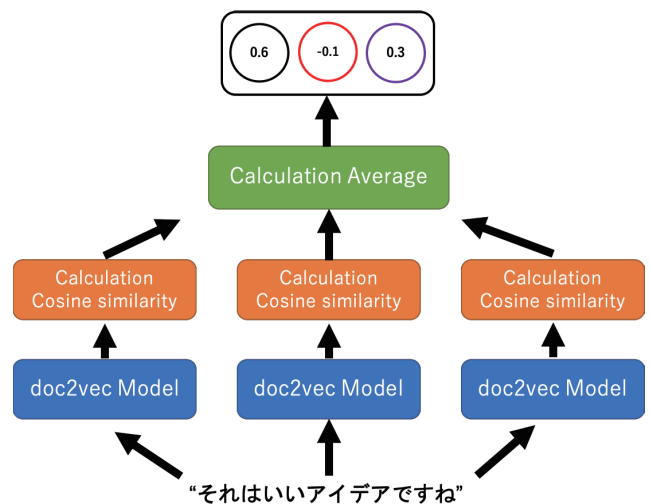 0.6 -0.1 0.3
Calculation Average
Calculation
Cosine similarity
Calculation
Cosine similarity
Calculation
Cosine similarity
doc2vec Model
doc2vec Model
doc2vec Model
“それはいいアイデアですね”